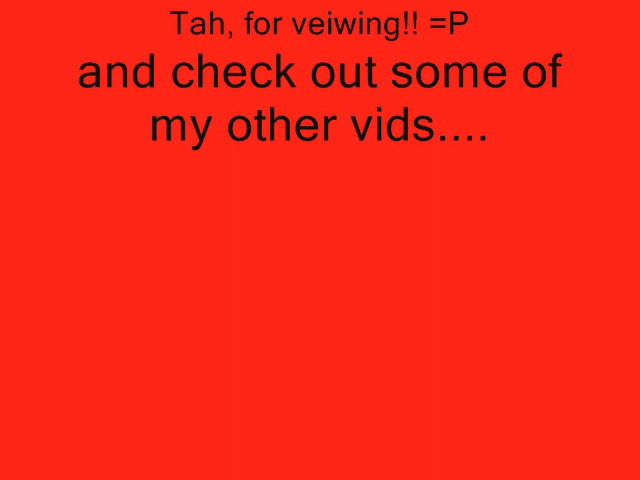 Tah, for veiwing!! =P
and check out some of
my other vids....